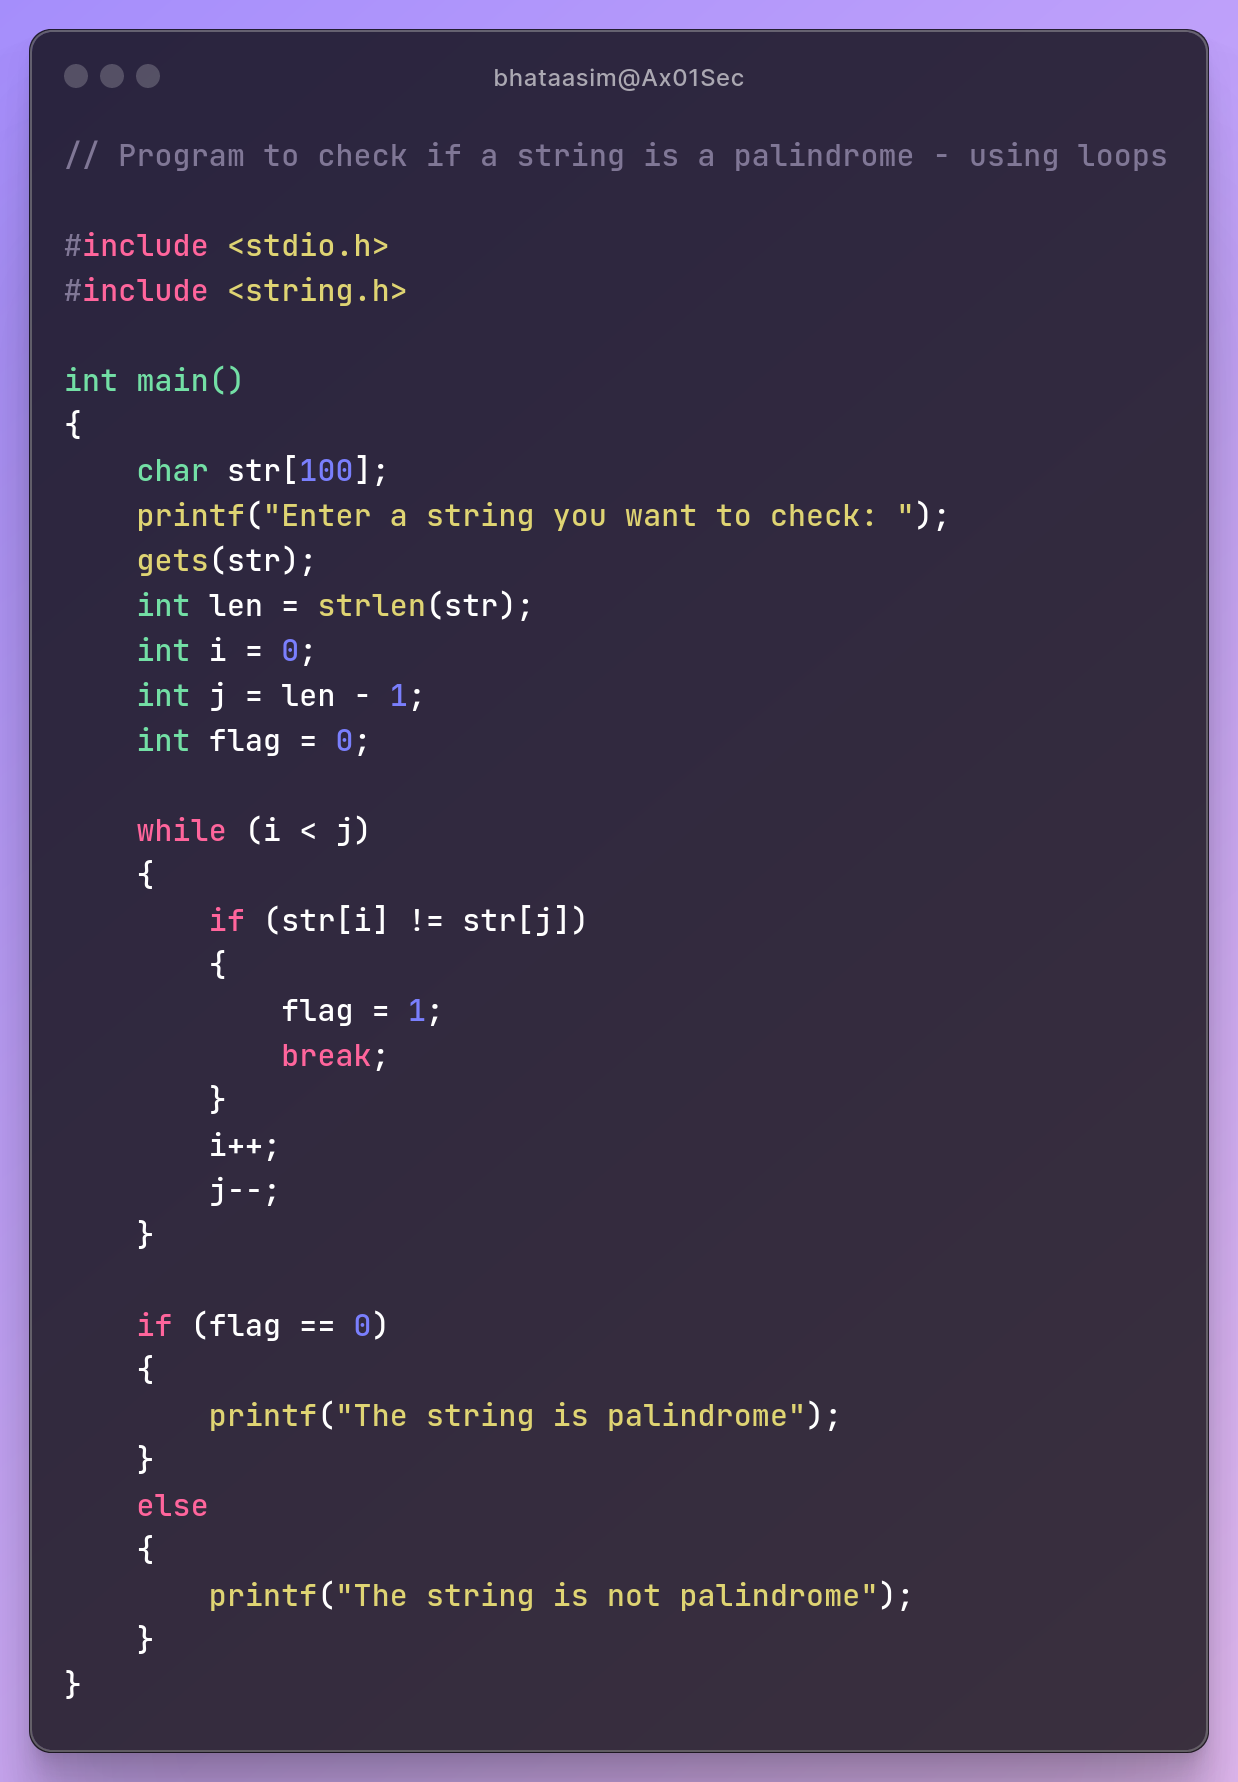 bhataasim@Ax01Sec
// Program to check if a string is a palindrome - using loops
#include <stdio.h>
#include <string.h>
int main()
{
    char str[100];
    printf("Enter a string you want to check: ");
    gets(str);
    int len = strlen(str);
    int i = 0;
    int j = len - 1;
    int flag = 0;
    while (i < j)
    {
        if (str[i] != str[j])
        {
            flag = 1;
            break;
        }
        i++;
        j--;
    }
    if (flag == 0)
    {
        printf("The string is palindrome");
    }
    else
    {
        printf("The string is not palindrome");
    }
}